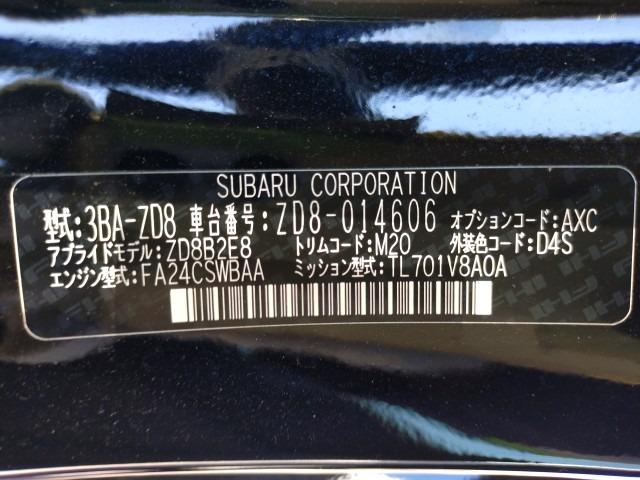 SUBARU CORPORATION
型式:3BA-ZD8 車台番号:ZD8-014606 オプションコード:AXC
アプライドモデル:ZD8B2E8 トリムコード:M20 外装色コード:D4S
エンジン型式:FA24CSWBAA ミッション型式:TL701V8A0A